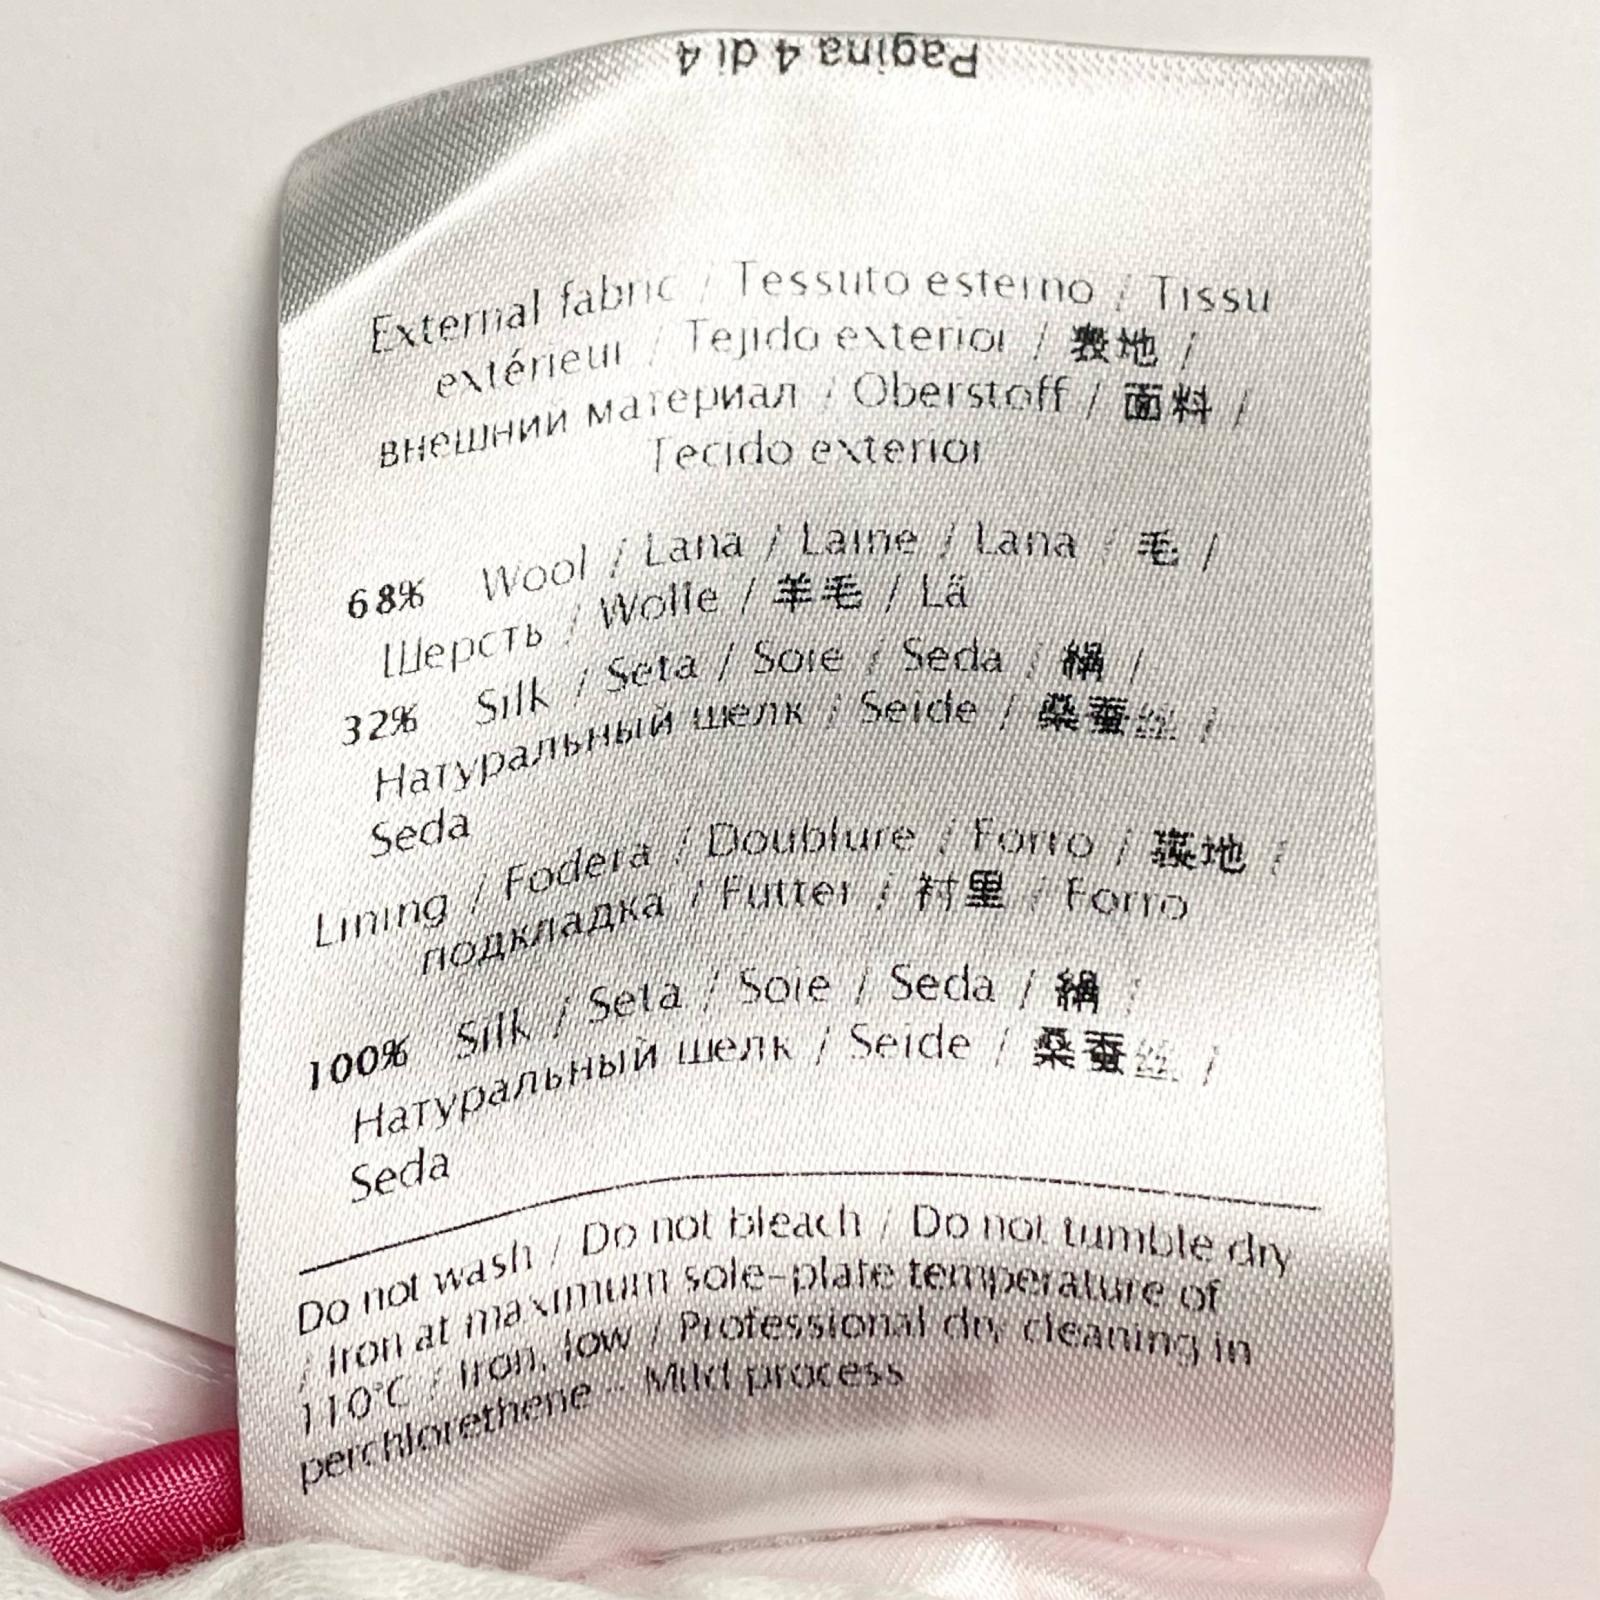 Pagina 4 di 4
External fabric / Tessuto esterno / Tissu
extérieur / Tejido exterior / 表地 /
внешний материал / Oberstoff / 面料 /
Tecido exterior
68% Wool / Lana / Laine / Lana / 毛 /
Шерсть / Wolle / 羊毛 / Lã
32% Silk / Seta / Soie / Seda / 絹 /
Натуральный шелк / Seide / 桑蚕丝 /
Seda
Lining / Fodera / Doublure / Forro / 裏地 /
подкладка / Futter / 衬里 / Forro
100% Silk / Seta / Soie / Seda / 絹 /
Натуральный шелк / Seide / 桑蚕丝 /
Seda
Do not wash / Do not bleach / Do not tumble dry
/ Iron at maximum sole-plate temperature of
110°C / Iron, low / Professional dry cleaning in
perchlorethene - Mild process